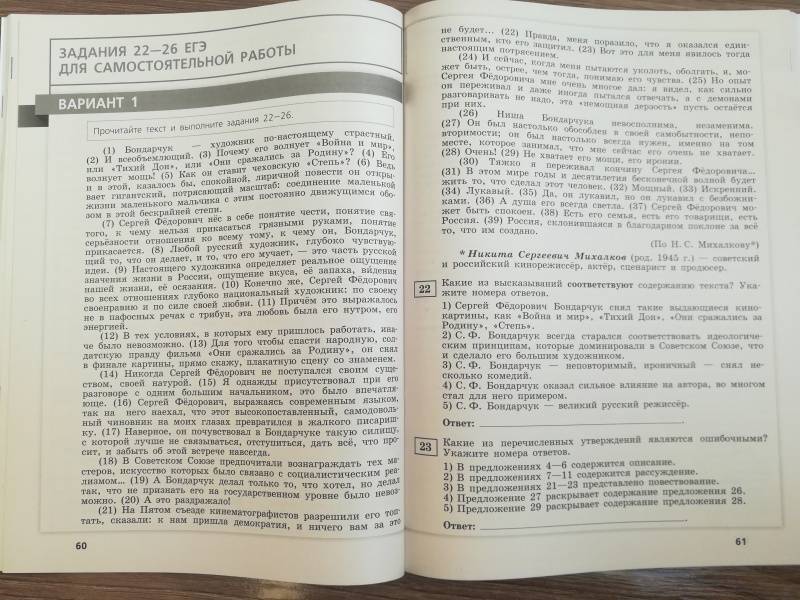 ЗАДАНИЯ 22—26 ЕГЭ
ДЛЯ САМОСТОЯТЕЛЬНОЙ РАБОТЫ
ВАРИАНТ 1
Прочитайте текст и выполните задания 22–26.
(1) Бондарчук — художник по-настоящему страстный,
(2) И всеобъемлющий. (3) Почему его волнует «Война и мир»,
или «Тихий Дон», или «Они сражались за Родину»? (4) Его
волнует мощь! (5) Как он ставит чеховскую «Степь»? (6) Ведь
и в этой, казалось бы, спокойной, лиричной повести он откры-
вает гигантский, потрясающий масштаб: соединение маленькой
жизни маленького мальчика с этим постоянно движущимся обо-
зом в этой бескрайней степи.
(7) Сергей Фёдорович нёс в себе понятие чести, понятие свя-
того, к чему нельзя прикасаться грязными руками, понятие
серьёзности отношения ко всему тому, к чему он, Бондарчук,
прикасается. (8) Любой русский художник, глубоко чувствую-
щий то, что он делает, и то, что его мучает, — это часть русской
идеи. (9) Настоящего художника определяет реальное ощущение
значения жизни в России, ощущение вкуса, её запаха, видения
нашей жизни, её осязания. (10) Конечно же, Сергей Фёдорович
во всех отношениях глубоко национальный художник: по своему
своенравию и по силе своей любви. (11) Причём это выражалось
не в пафосных речах с трибун, эта любовь была его нутром, его
энергией.
(12) В тех условиях, в которых ему пришлось работать, ина-
че было невозможно. (13) Для того чтобы спасти народную, сол-
датскую правду фильма «Они сражались за Родину», он снял
в финале картины, прямо скажу, плакатную сцену со знаменем.
(14) Никогда Сергей Фёдорович не поступался своим суще-
ством, своей натурой. (15) Я однажды присутствовал при его
разговоре с одним большим начальником, это было впечатля-
юще. (16) Сергей Фёдорович, выражаясь современным языком,
так на него наехал, что этот высокопоставленный, самодоволь-
ный чиновник на моих глазах превратился в жалкого писариш-
ку. (17) Наверное, он почувствовал в Бондарчуке такую силищу,
с которой лучше не связываться, отступиться, дать всё, что про-
сит, и забыть об этой встрече навсегда.
(18) В Советском Союзе предпочитали вознаграждать тех ма-
стеров, искусство которых было связано с социалистическим реа-
лизмом... (19) А Бондарчук делал только то, что хотел, но делал
так, что не признать его на государственном уровне было невоз-
можно. (20) А это раздражало!
(21) На Пятом съезде кинематографистов разрешили его топ-
тать, сказали: к нам пришла демократия, и ничего вам за это
60
не будет... (22) Правда, меня поразило, что я оказался един-
ственным, кто его защитил. (23) Вот это для меня явилось тогда
настоящим потрясением.
(24) И сейчас, когда меня пытаются уколоть, оболгать, я, мо-
жет быть, острее, чем тогда, понимаю его чувства. (25) Но опыт
Сергея Фёдоровича мне очень много дал: я видел, как сильно
он переживал и даже иногда пытался отвечать, а с демонами
разговаривать не надо, эта «немощная дерзость» пусть остаётся
при них.
(26) Ниша Бондарчука невосполнима, незаменима.
(27) Он был настолько обособлен в своей самобытности, непо-
вторимости; он был настолько всегда нужен, именно на том
месте, которое занимал, что мне сейчас его очень не хватает.
(28) Очень! (29) Не хватает его мощи, его иронии.
(30) Тяжко я переживал кончину Сергея Фёдоровича...
(31) В этом мире годы и десятилетия бесконечной войной будет
жить то, что сделал этот человек. (32) Мощный. (33) Искренний.
(34) Лукавый. (35) Да, он лукавил, но он лукавил с безбожни-
ками. (36) А душа его всегда светла. (37) Сергей Фёдорович мо-
жет быть спокоен. (38) Есть его семья, есть его товарищи, есть
Россия. (39) Россия, склонившаяся в благодарном поклоне за всё
то, что им создано.
(По Н. С. Михалкову*)
* Никита Сергеевич Михалков (род. 1945 г.) — советский
и российский кинорежиссёр, актёр, сценарист и продюсер.
22 Какие из высказываний соответствуют содержанию текста? Ука-
жите номера ответов.
1) Сергей Фёдорович Бондарчук снял такие выдающиеся кино-
картины, как «Война и мир», «Тихий Дон», «Они сражались за
Родину», «Степь».
2) С. Ф. Бондарчук всегда старался соответствовать идеологиче-
ским принципам, которые доминировали в Советском Союзе, что
и сделало его большим художником.
3) С. Ф. Бондарчук — неповторимый, ироничный — снял не-
сколько комедий.
4) С. Ф. Бондарчук оказал сильное влияние на автора, во многом
стал для него примером.
5) С. Ф. Бондарчук — великий русский режиссёр.
Ответ:
23 Какие из перечисленных утверждений являются ошибочными?
Укажите номера ответов.
1) В предложениях 4–6 содержится описание.
2) В предложениях 7–11 содержится рассуждение.
3) В предложениях 21–23 представлено повествование.
4) Предложение 27 раскрывает содержание предложения 26.
5) Предложение 29 раскрывает содержание предложения 28.
Ответ:
61